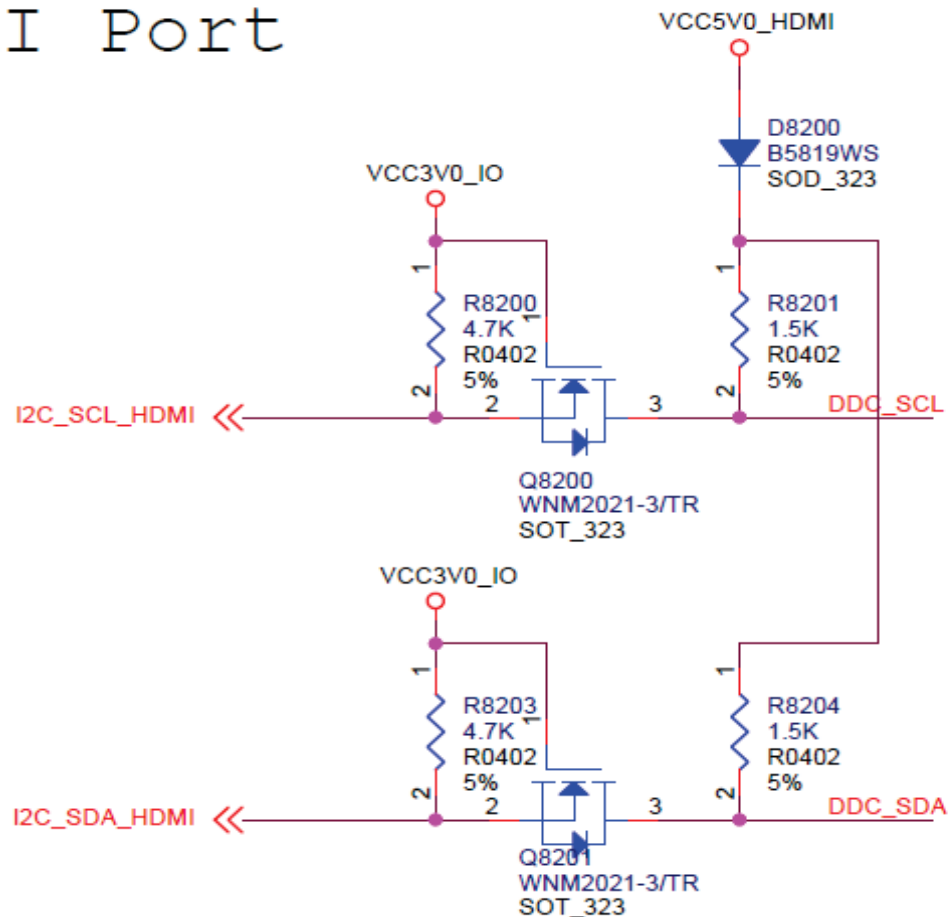 I Port
VCC5V0_HDMI
D8200
B5819WS
SOD_323
VCC3V0_IO
1
R8200
4.7K
R0402
5%
2
1
2
3
1
R8201
1.5K
R0402
5%
2
I2C_SCL_HDMI
DDC_SCL
Q8200
WNM2021-3/TR
SOT_323
VCC3V0_IO
1
R8203
4.7K
R0402
5%
2
1
2
3
1
R8204
1.5K
R0402
5%
2
I2C_SDA_HDMI
DDC_SDA
Q8201
WNM2021-3/TR
SOT_323